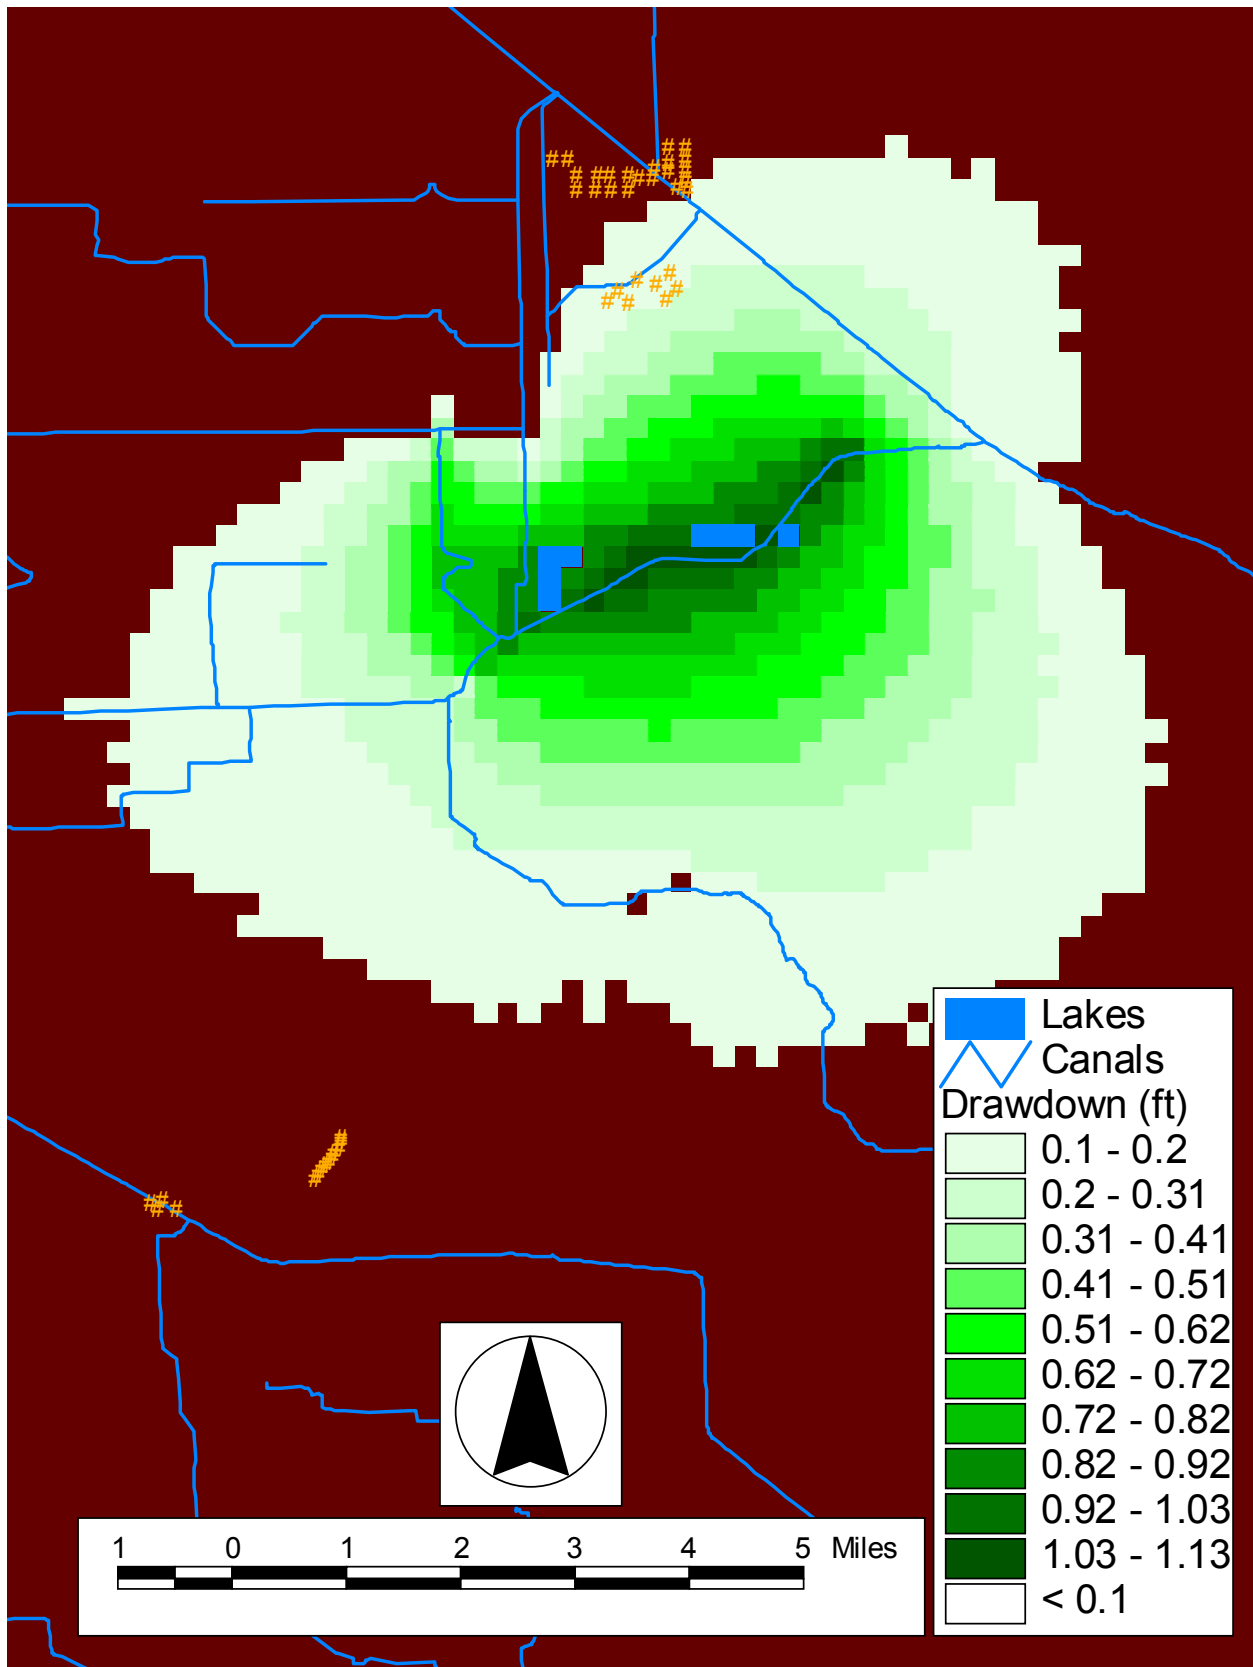 Lakes
Canals
Drawdown (ft)
0.1 - 0.2
0.2 - 0.31
0.31 - 0.41
0.41 - 0.51
0.51 - 0.62
0.62 - 0.72
0.72 - 0.82
0.82 - 0.92
0.92 - 1.03
1.03 - 1.13
< 0.1
1 0 1 2 3 4 5 Miles